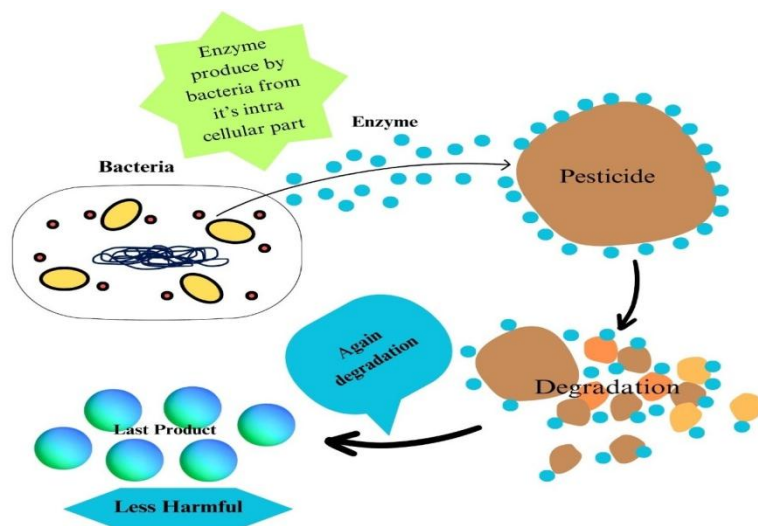 Enzyme
produce by
bacteria from
it's intra
cellular part
Enzyme
Bacteria
Pesticide
Again
degradation
Degradation
Last Product
Less Harmful